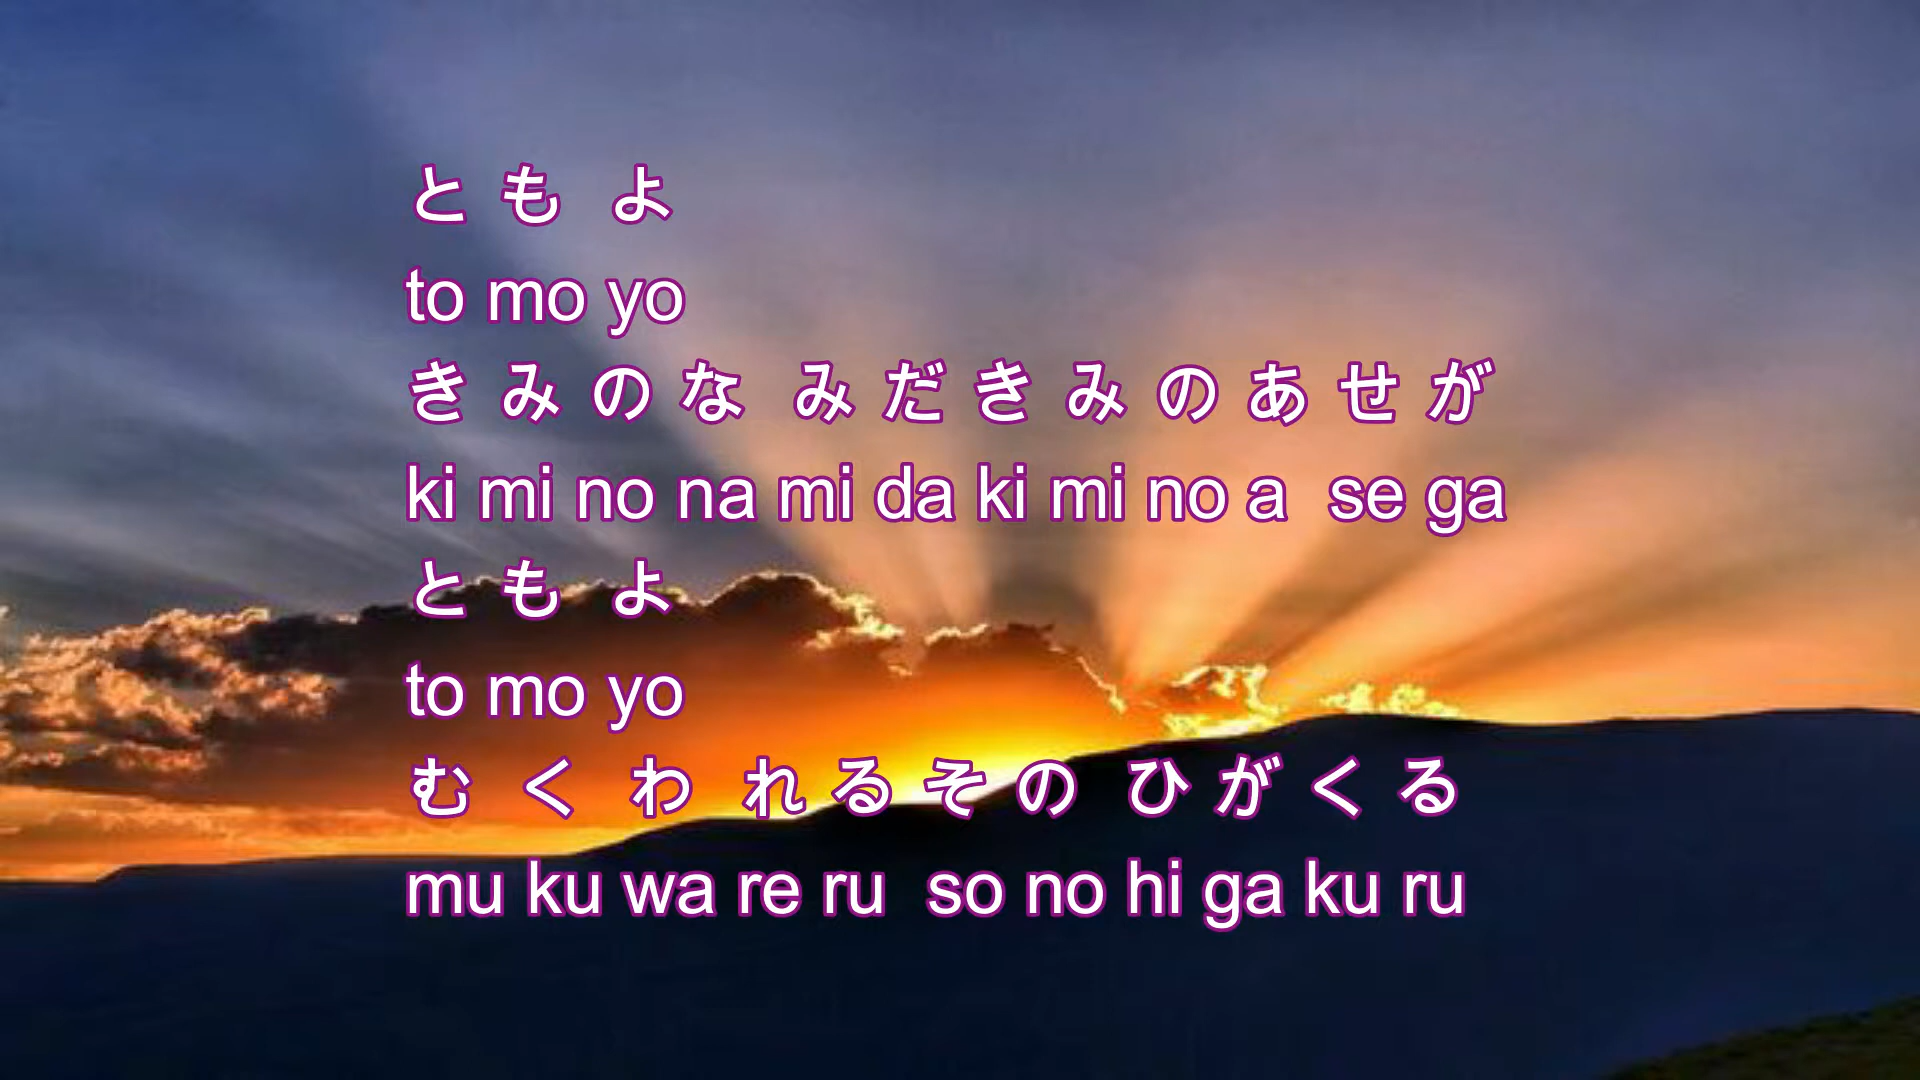 と も よ
to mo yo
き み の な み だ き み の あ せ が
ki mi no na mi da ki mi no a se ga
と も よ
to mo yo
む く わ れ る そ の ひ が く る
mu ku wa re ru so no hi ga ku ru